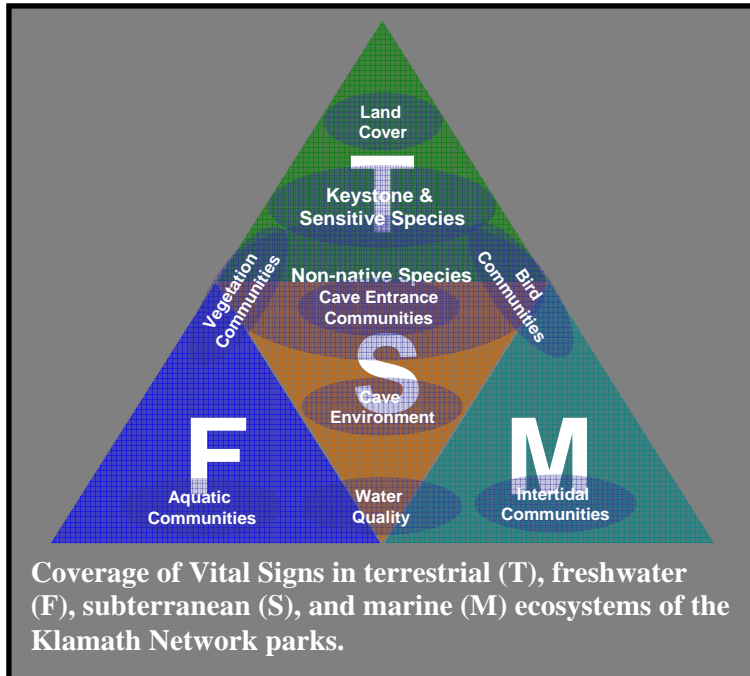 Land
Cover
T
Keystone &
Sensitive Species
Vegetation
Communities
Non-native Species
Bird
Communities
Cave Entrance
Communities
S
Cave
Environment
F
M
Aquatic
Communities
Water
Quality
Intertidal
Communities
Coverage of Vital Signs in terrestrial (T), freshwater
(F), subterranean (S), and marine (M) ecosystems of the
Klamath Network parks.